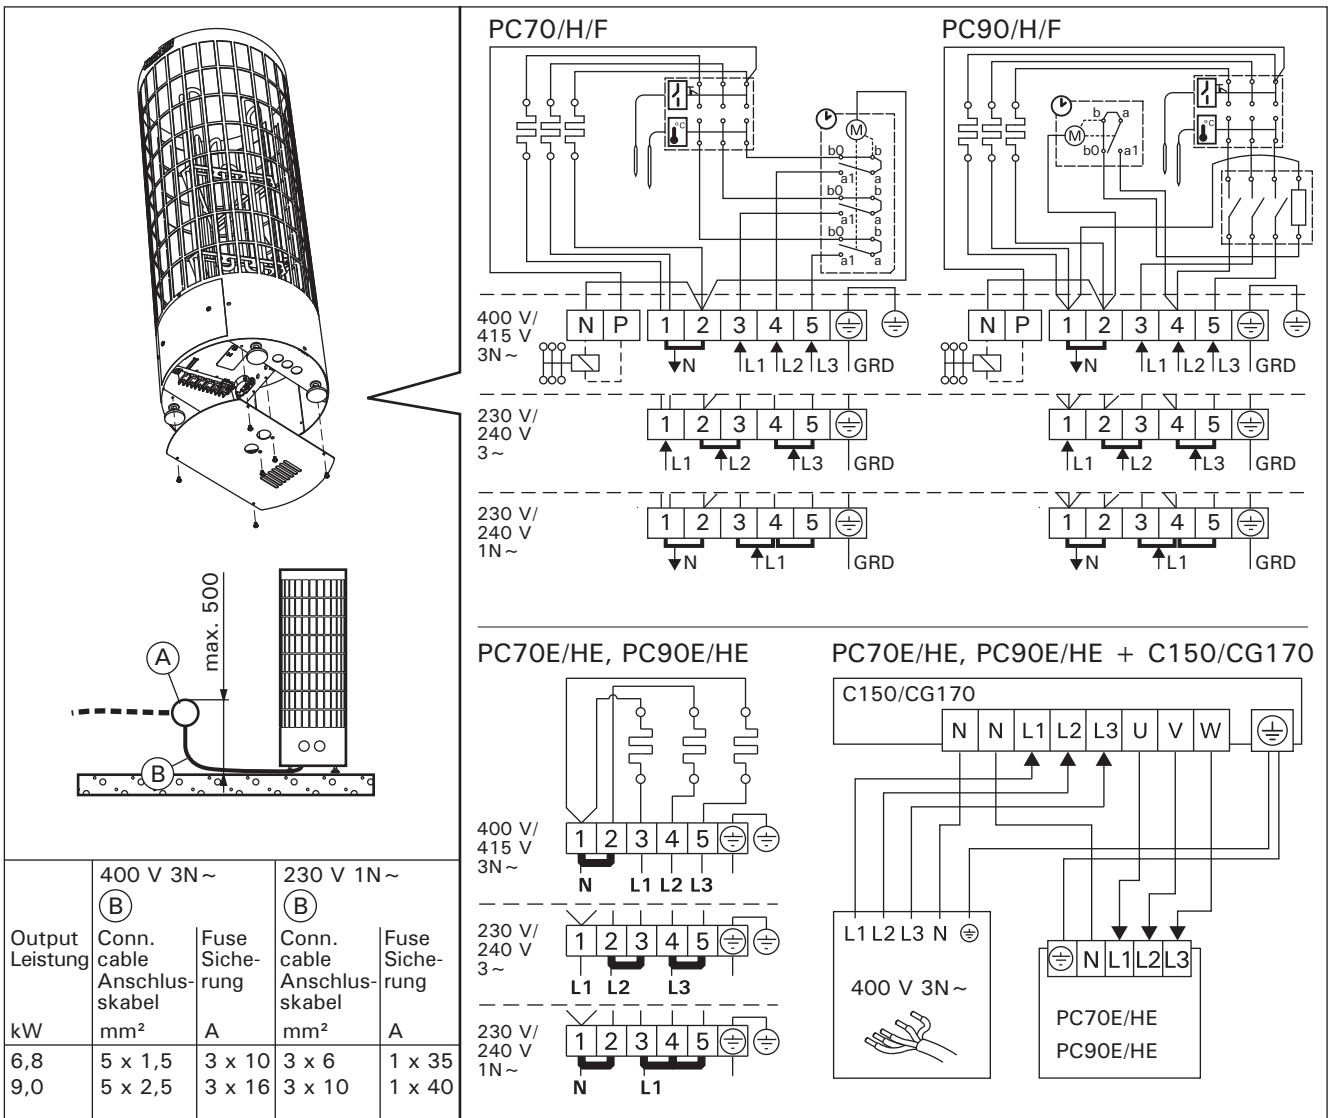 PC70/H/F
PC90/H/F
°C
M
b0 b
a1 a
b0 b
a1 a
b0 b
a1 a
b a
M
b0 a1
°C
400 V/
415 V
3N~
N P 1 2 3 4 5
N L1 L2 L3 GRD
N P 1 2 3 4 5
N L1 L2 L3 GRD
230 V/
240 V
3~
1 2 3 4 5
L1 L2 L3 GRD
1 2 3 4 5
L1 L2 L3 GRD
230 V/
240 V
1N~
1 2 3 4 5
N L1 GRD
1 2 3 4 5
N L1 GRD
max. 500
A
B
400 V 3N~
B
230 V 1N~
B
Output
Leistung
kW
Conn.
cable
Anschlus-
skabel
mm²
Fuse
Siche-
rung
A
Conn.
cable
Anschlus-
skabel
mm²
Fuse
Siche-
rung
A
6,8 5 x 1,5 3 x 10 3 x 6 1 x 35
9,0 5 x 2,5 3 x 16 3 x 10 1 x 40
PC70E/HE, PC90E/HE
400 V/
415 V
3N~
1 2 3 4 5
N L1 L2 L3
230 V/
240 V
3~
1 2 3 4 5
L1 L2 L3
230 V/
240 V
1N~
1 2 3 4 5
N L1
PC70E/HE, PC90E/HE + C150/CG170
C150/CG170
N N L1 L2 L3 U V W
L1 L2 L3 N
400 V 3N~
N L1 L2 L3
PC70E/HE
PC90E/HE